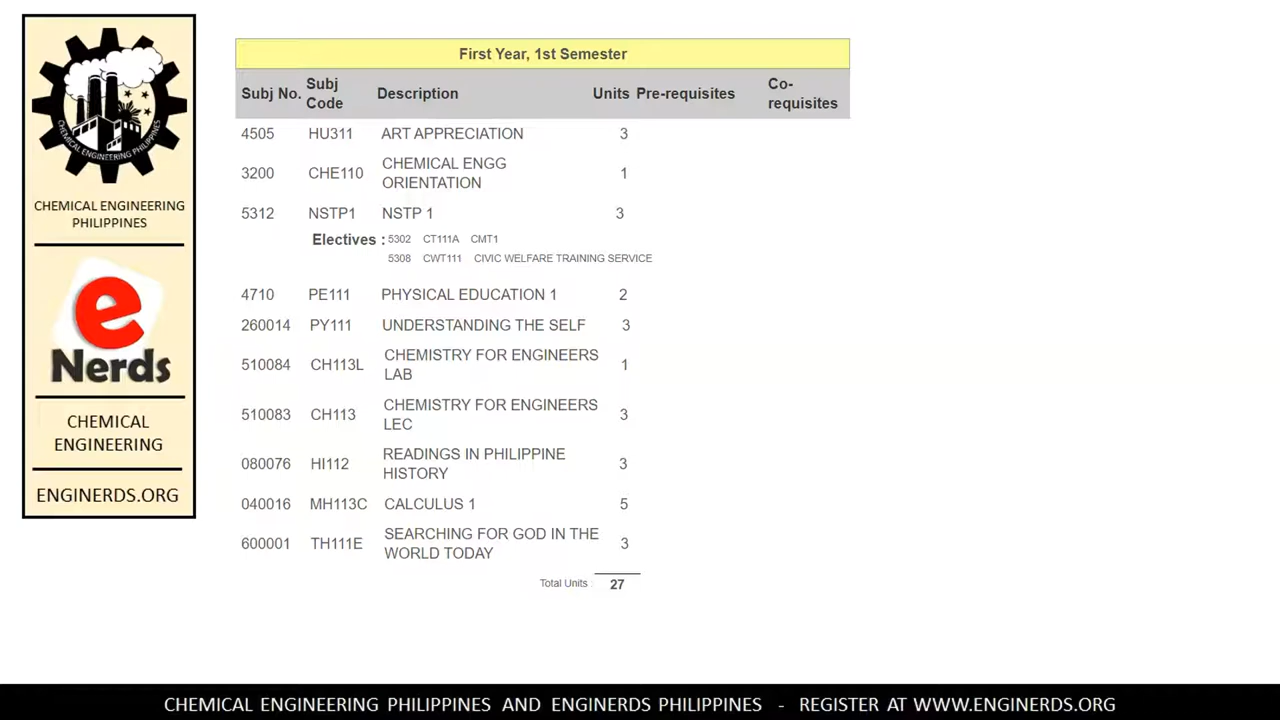 CHEMICAL ENGINEERING PHILIPPINES
CHEMICAL ENGINEERING
PHILIPPINES
e
Nerds
CHEMICAL
ENGINEERING
ENGINERDS.ORG
First Year, 1st Semester
Subj No. Subj Code Description Units Pre-requisites Co-requisites
4505 HU311 ART APPRECIATION 3
3200 CHE110 CHEMICAL ENGG ORIENTATION 1
5312 NSTP1 NSTP 1 3
Electives : 5302 CT111A CMT1
5308 CWT111 CIVIC WELFARE TRAINING SERVICE
4710 PE111 PHYSICAL EDUCATION 1 2
260014 PY111 UNDERSTANDING THE SELF 3
510084 CH113L CHEMISTRY FOR ENGINEERS LAB 1
510083 CH113 CHEMISTRY FOR ENGINEERS LEC 3
080076 HI112 READINGS IN PHILIPPINE HISTORY 3
040016 MH113C CALCULUS 1 5
600001 TH111E SEARCHING FOR GOD IN THE WORLD TODAY 3
Total Units : 27
CHEMICAL ENGINEERING PHILIPPINES AND ENGINERDS PHILIPPINES - REGISTER AT WWW.ENGINERDS.ORG